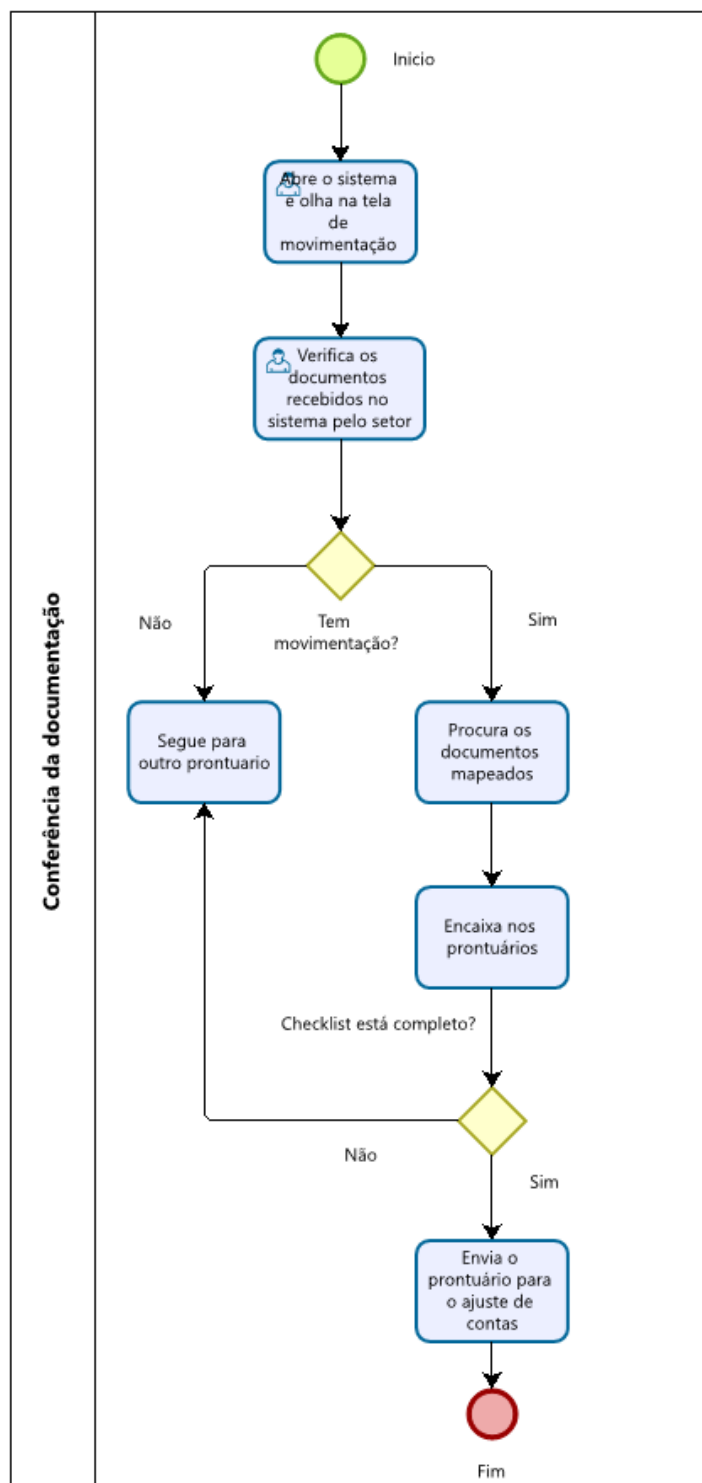 Conferência da documentação
Inicio
Abre o sistema
e olha na tela
de
movimentação
Verifica os
documentos
recebidos no
sistema pelo setor
Não
Tem
movimentação?
Sim
Segue para
outro prontuario
Procura os
documentos
mapeados
Encaixa nos
prontuários
Checklist está completo?
Não
Sim
Envia o
prontuário para
o ajuste de
contas
Fim